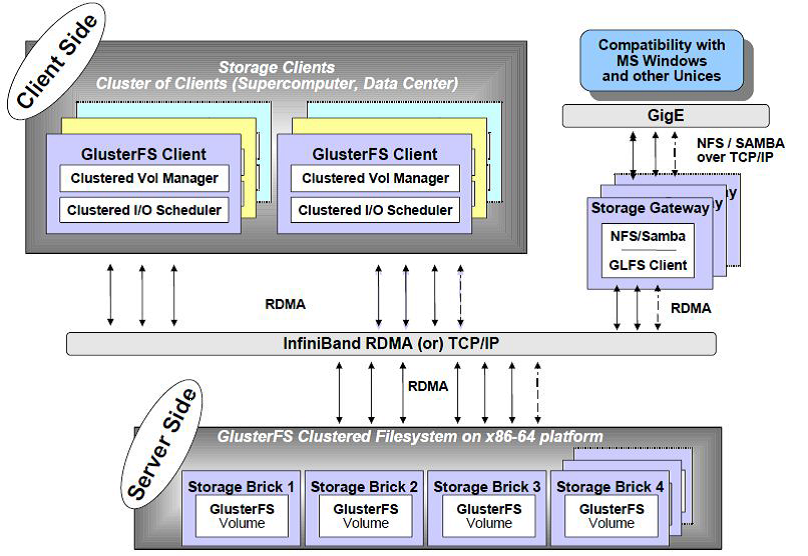 Client Side
Storage Clients
Cluster of Clients (Supercomputer, Data Center)
GlusterFS Client
Clustered Vol Manager
Clustered I/O Scheduler
GlusterFS Client
Clustered Vol Manager
Clustered I/O Scheduler
Compatibility with
MS Windows
and other Unices
GigE
NFS / SAMBA
over TCP/IP
Storage Gateway
NFS/Samba
GLFS Client
RDMA
RDMA
InfiniBand RDMA (or) TCP/IP
RDMA
Server Side
GlusterFS Clustered Filesystem on x86-64 platform
Storage Brick 1
GlusterFS
Volume
Storage Brick 2
GlusterFS
Volume
Storage Brick 3
GlusterFS
Volume
Storage Brick 4
GlusterFS
Volume